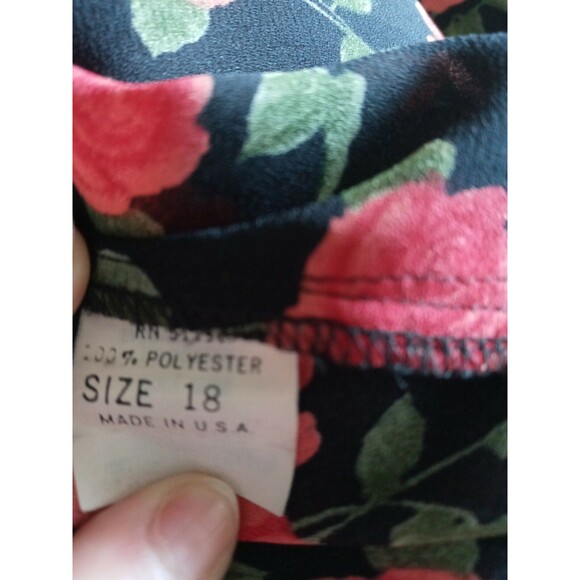 RN
100% POLYESTER
SIZE 18
MADE IN U.S.A.